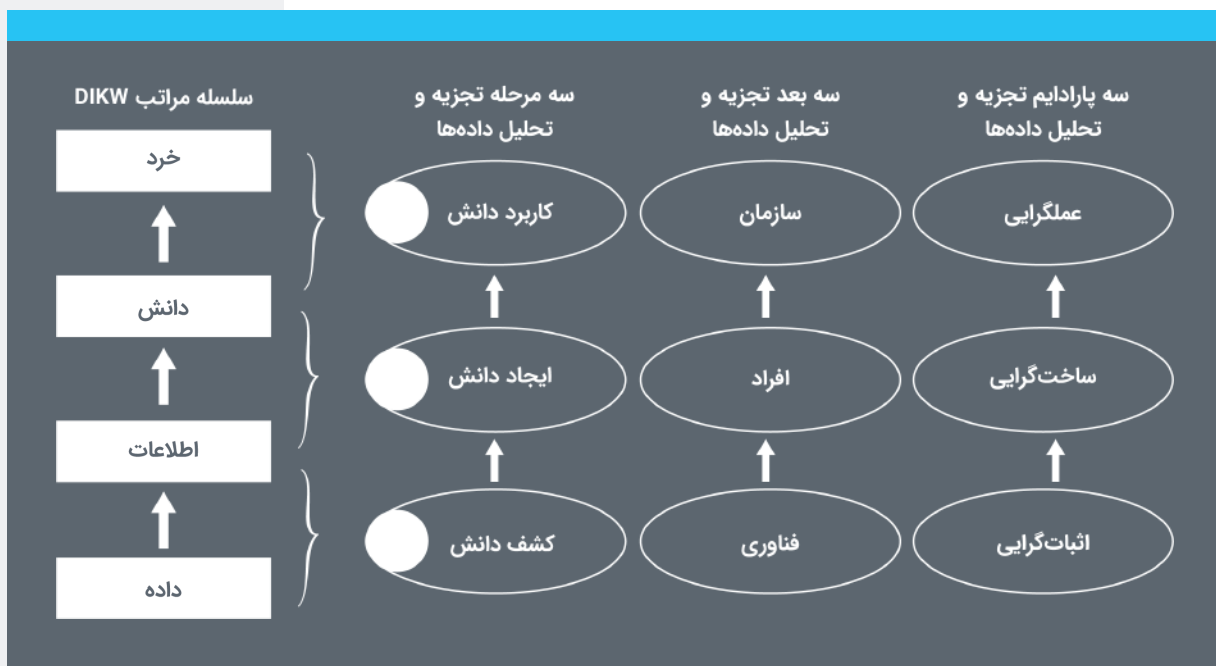 سلسله مراتب DIKW
خرد
دانش
اطلاعات
داده
سه مرحله تجزیه و
تحلیل داده‌ها
کاربرد دانش
ایجاد دانش
کشف دانش
سه بعد تجزیه و
تحلیل داده‌ها
سازمان
افراد
فناوری
سه پارادایم تجزیه و
تحلیل داده‌ها
عملگرایی
ساخت‌گرایی
اثبات‌گرایی